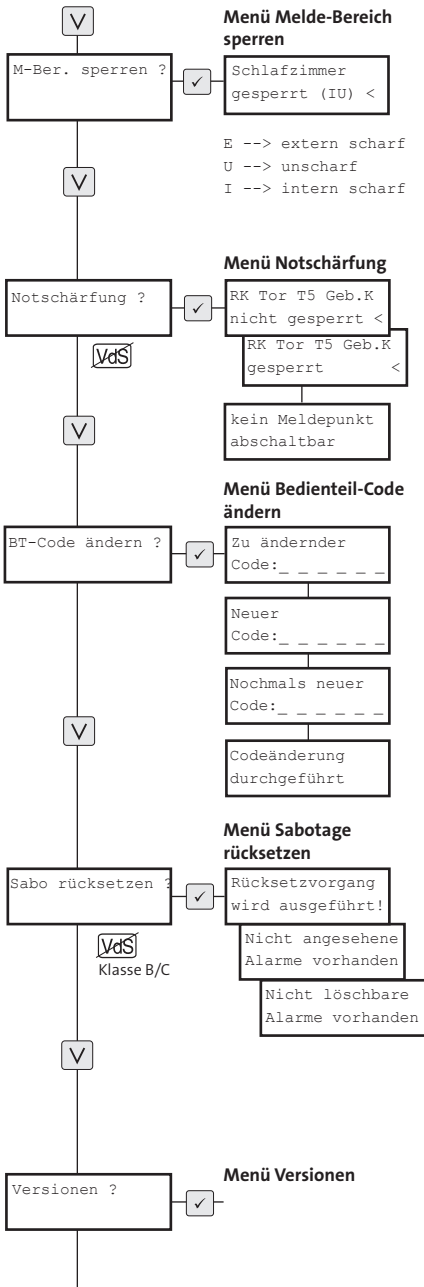 Menü Melde-Bereich
sperren
M-Ber. sperren ?
Schlafzimmer
gesperrt (IU) <
E --> extern scharf
U --> unscharf
I --> intern scharf
Menü Notschärfung
Notschärfung ?
RK Tor T5 Geb.K
nicht gesperrt <
RK Tor T5 Geb.K
gesperrt <
VdS
kein Meldepunkt
abschaltbar
Menü Bedienteil-Code
ändern
BT-Code ändern ?
Zu ändernder
Code:_ _ _ _ _ _
Neuer
Code:_ _ _ _ _ _
Nochmals neuer
Code:_ _ _ _ _ _
Codeänderung
durchgeführt
Menü Sabotage
rücksetzen
Sabo rücksetzen ?
Rücksetzvorgang
wird ausgeführt!
VdS
Klasse B/C
Nicht angesehene
Alarme vorhanden
Nicht löschbare
Alarme vorhanden
Menü Versionen
Versionen ?